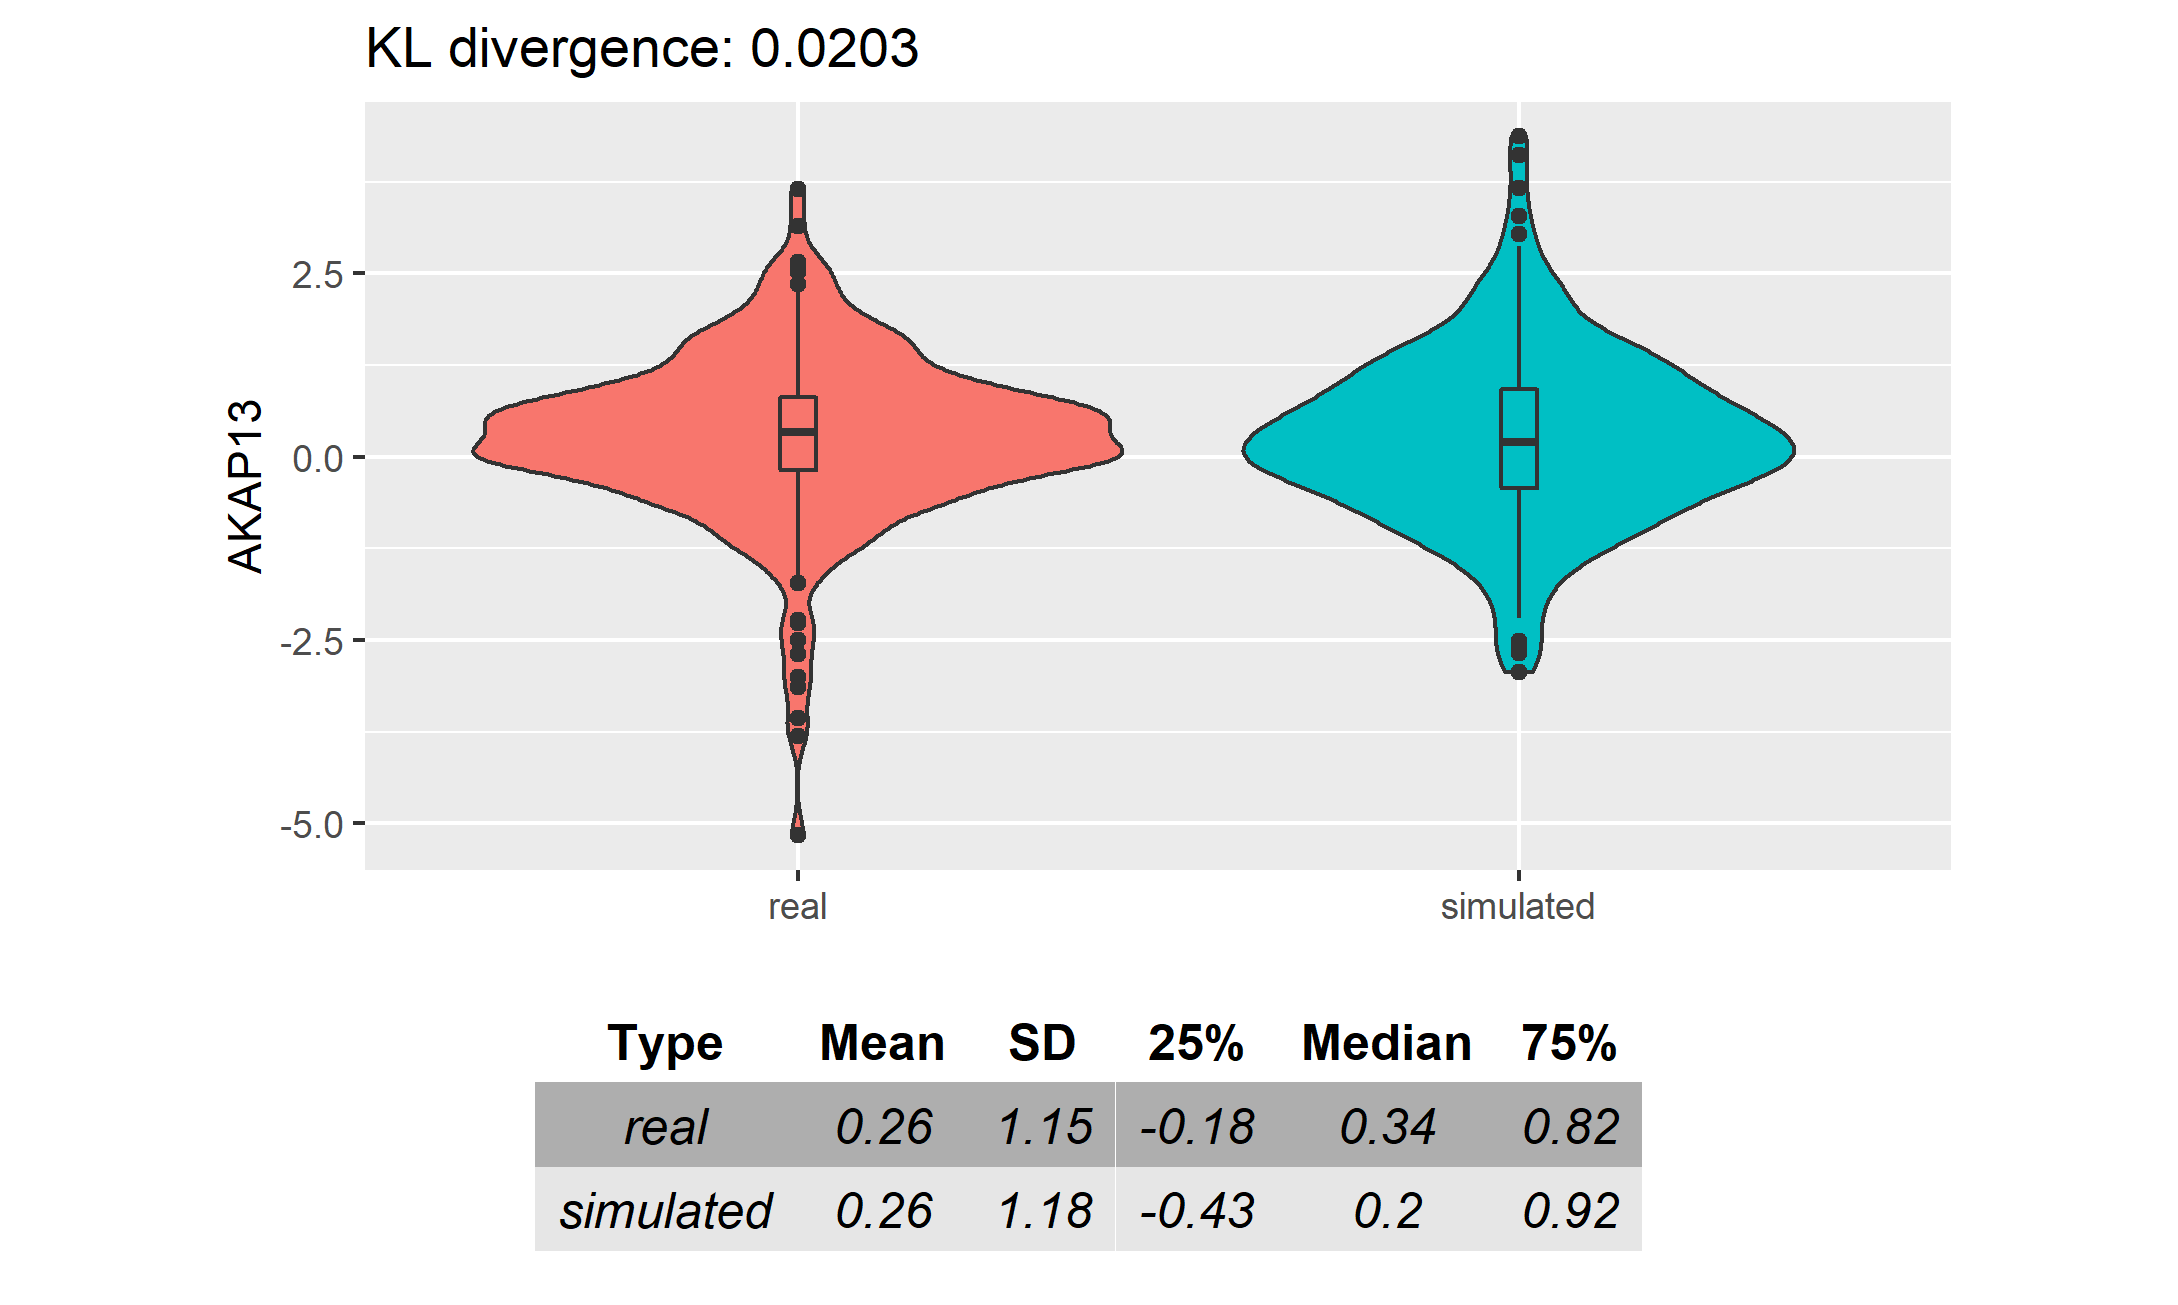 KL divergence: 0.0203
AKAP13
2.5
0.0
-2.5
-5.0
real simulated
Type Mean SD 25% Median 75%
real 0.26 1.15 -0.18 0.34 0.82
simulated 0.26 1.18 -0.43 0.2 0.92